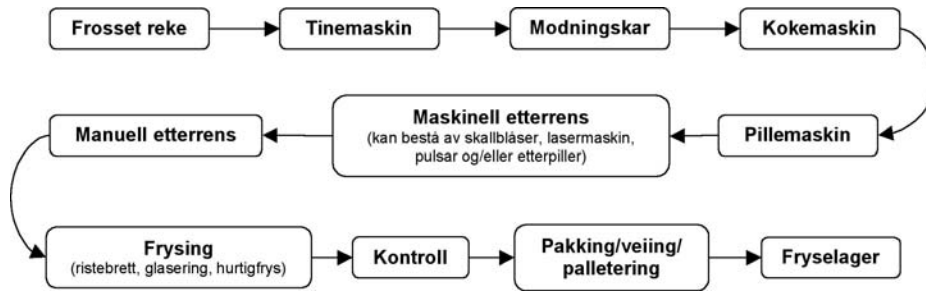 Frosset reke
Tinemaskin
Modningskar
Kokemaskin
Pillemaskin
Maskinell etterrens
(kan bestå av skallblåser, lasermaskin,
pulsar og/eller etterpiller)
Manuell etterrens
Frysing
(ristebrett, glasering, hurtigfrys)
Kontroll
Pakking/veiing/
palletering
Fryselager